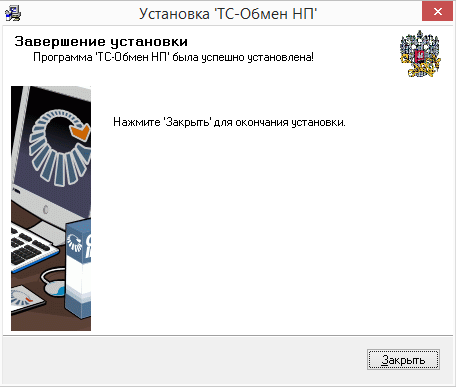 Установка 'ТС-Обмен НП'
Завершение установки
Программа 'ТС-Обмен НП' была успешно установлена!
Нажмите 'Закрыть' для окончания установки.
Закрыть